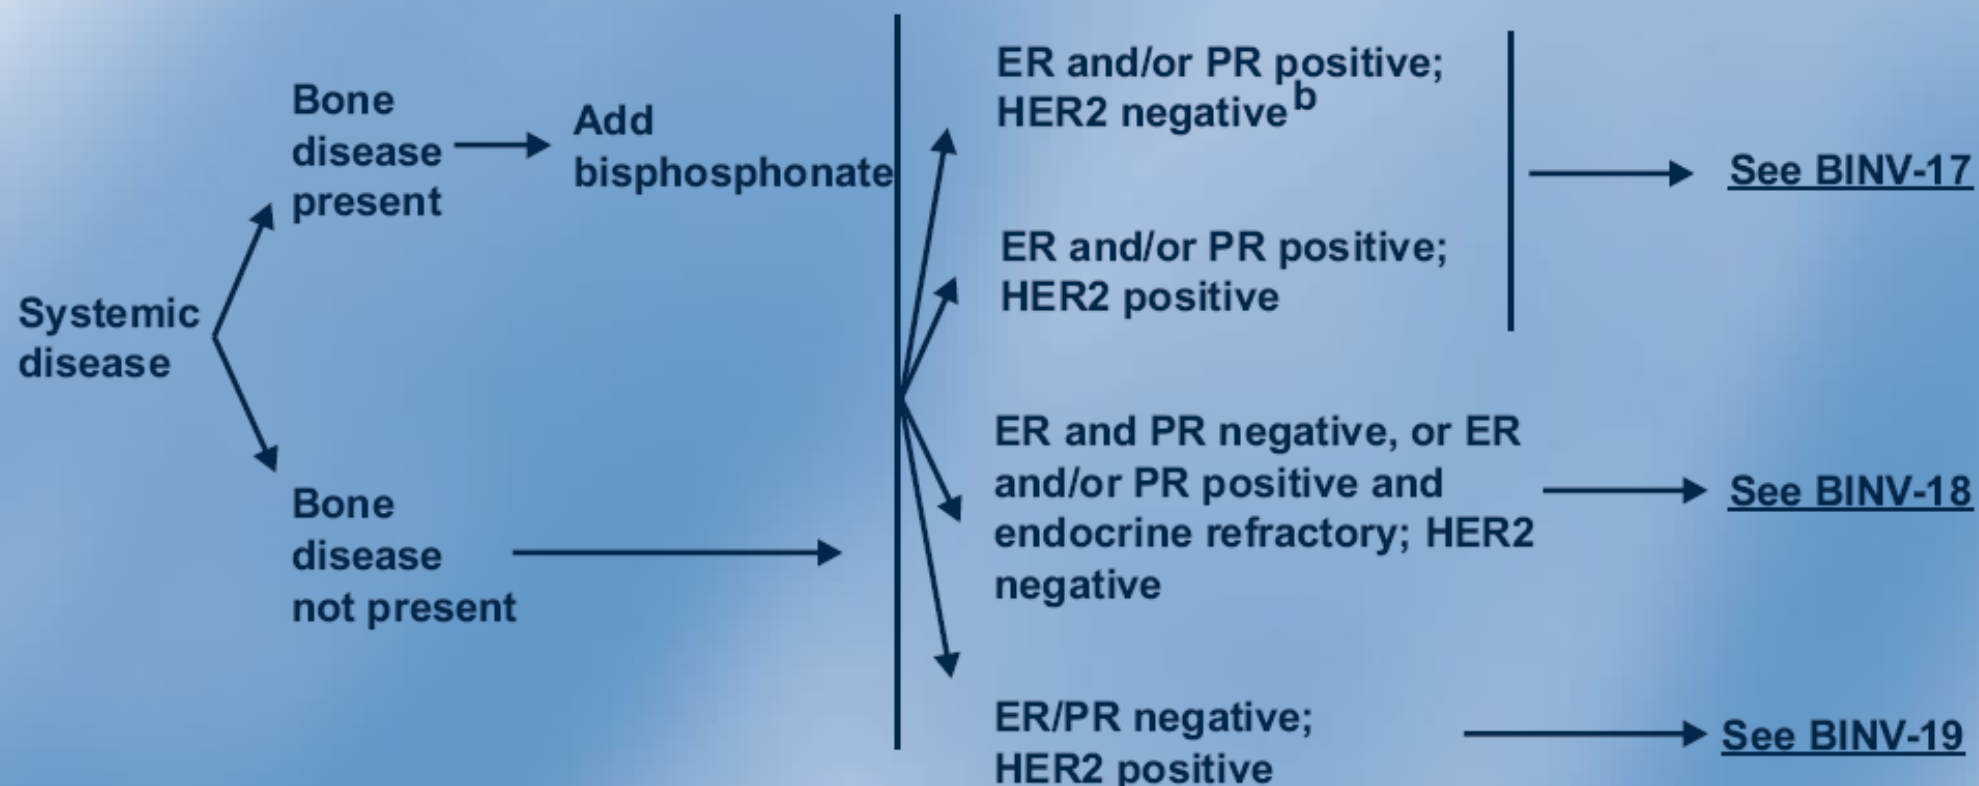 Systemic
disease
Bone
disease
present
Add
bisphosphonate
Bone
disease
not present
ER and/or PR positive;
HER2 negative b
ER and/or PR positive;
HER2 positive
See BINV-17
ER and PR negative, or ER
and/or PR positive and
endocrine refractory; HER2
negative
See BINV-18
ER/PR negative;
HER2 positive
See BINV-19